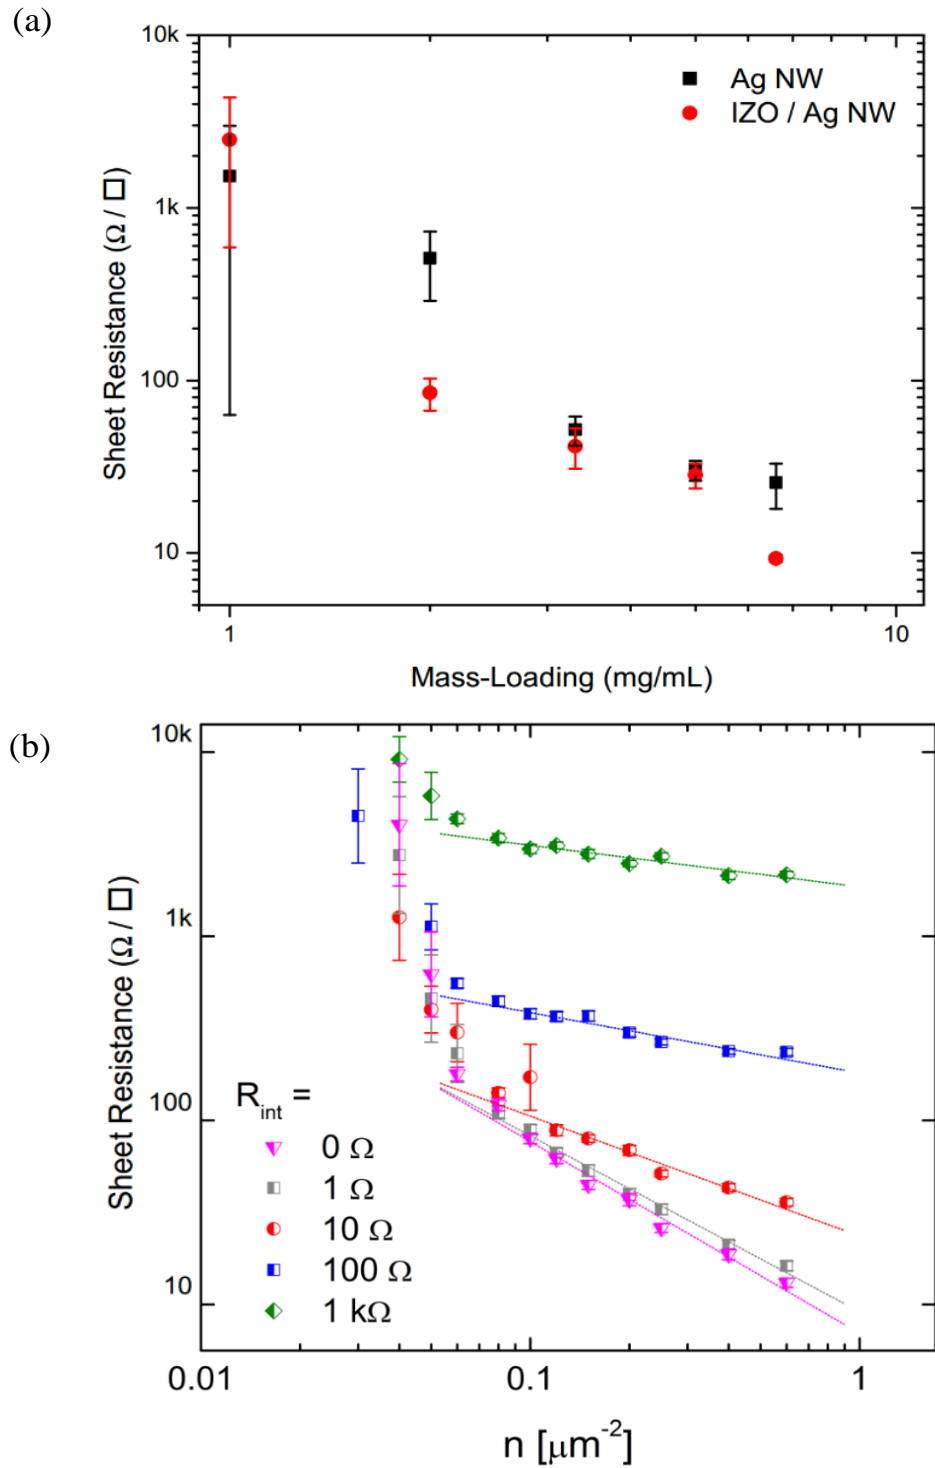 (a)
10k
1k
100
10
Sheet Resistance (Ω / □)
■ Ag NW
● IZO / Ag NW
1
10
Mass-Loading (mg/mL)
(b)
10k
1k
100
10
Sheet Resistance (Ω / □)
R_int =
0 Ω
1 Ω
10 Ω
100 Ω
1 kΩ
0.01
0.1
1
n [μm⁻²]